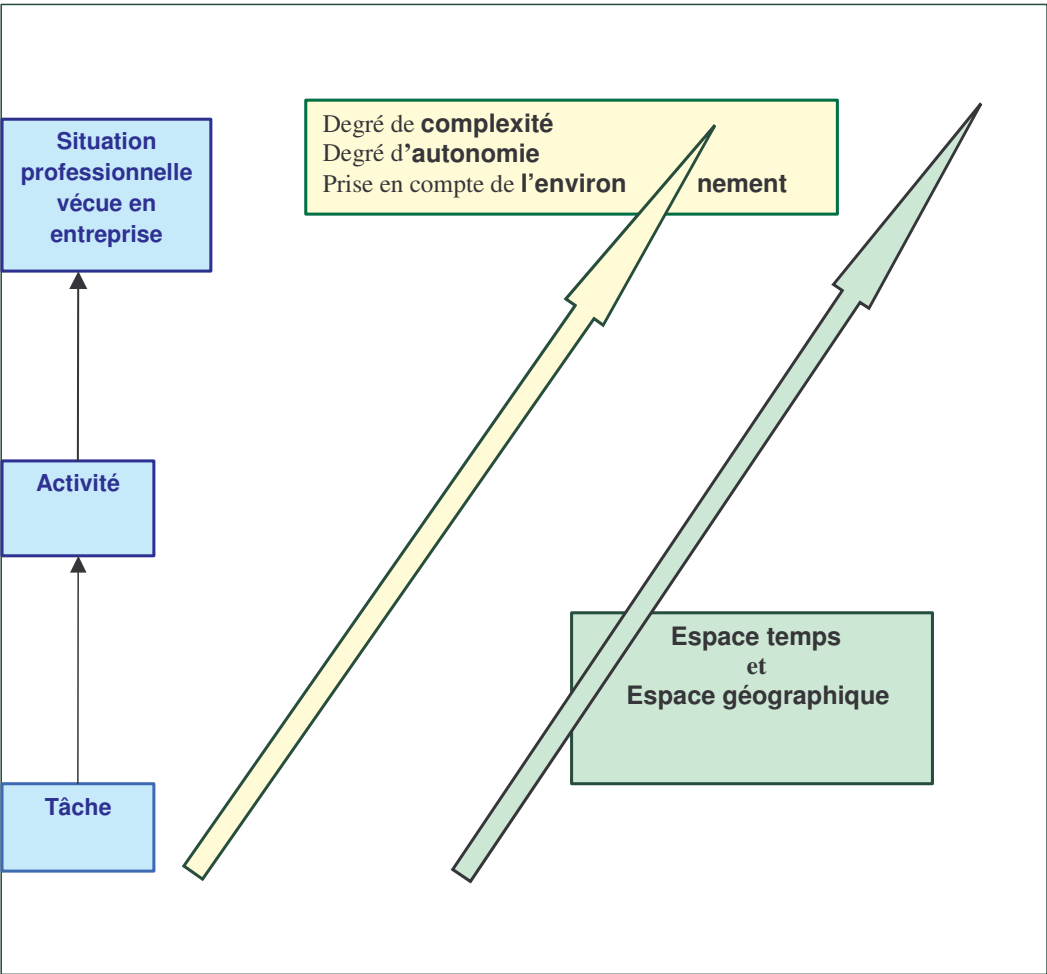 Situation
professionnelle
vécue en
entreprise
Degré de complexité
Degré d'autonomie
Prise en compte de l'environ nement
Activité
Espace temps
et
Espace géographique
Tâche